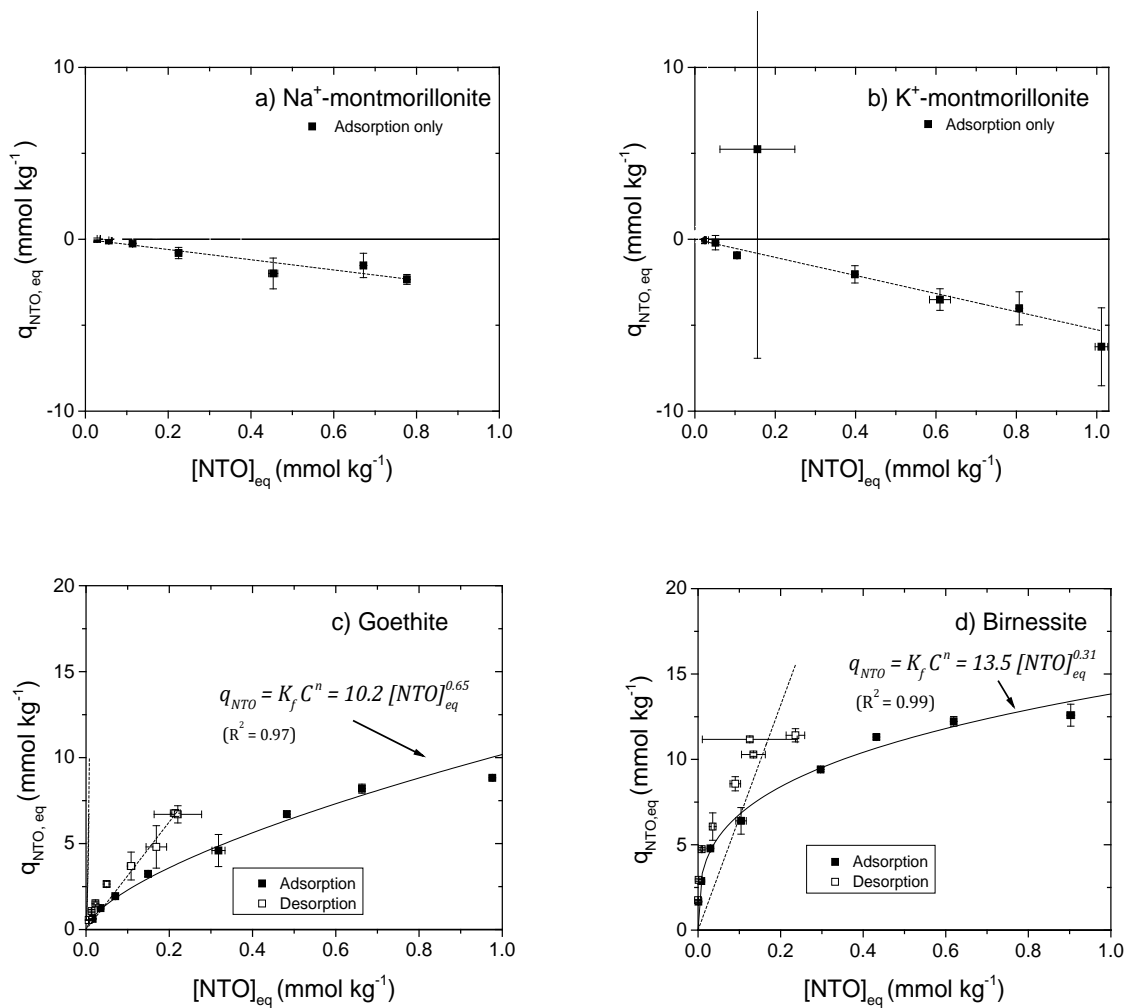 a) Na⁺-montmorillonite
Adsorption only
10
0
-10
q_NTO, eq (mmol kg⁻¹)
0.0 0.2 0.4 0.6 0.8 1.0
[NTO]_eq (mmol kg⁻¹)
b) K⁺-montmorillonite
Adsorption only
10
0
-10
q_NTO, eq (mmol kg⁻¹)
0.0 0.2 0.4 0.6 0.8 1.0
[NTO]_eq (mmol kg⁻¹)
c) Goethite
q_NTO = K_f Cⁿ = 10.2 [NTO]_eq^0.65
(R² = 0.97)
Adsorption
Desorption
20
15
10
5
0
q_NTO, eq (mmol kg⁻¹)
0.0 0.2 0.4 0.6 0.8 1.0
[NTO]_eq (mmol kg⁻¹)
d) Birnessite
q_NTO = K_f Cⁿ = 13.5 [NTO]_eq^0.31
(R² = 0.99)
Adsorption
Desorption
20
15
10
5
0
q_NTO,eq (mmol kg⁻¹)
0.0 0.2 0.4 0.6 0.8 1.0
[NTO]_eq (mmol kg⁻¹)